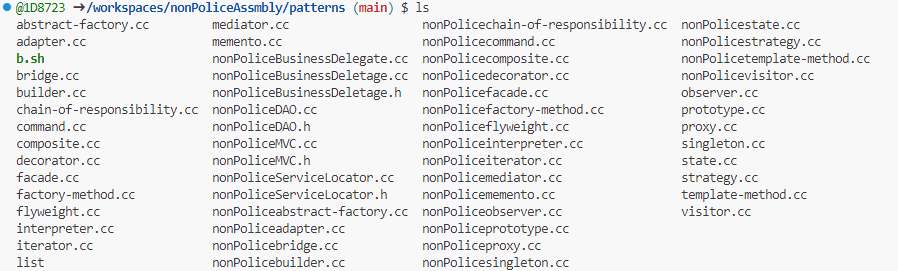 @1D8723 →/workspaces/nonPoliceAssmbly/patterns (main) $ ls
abstract-factory.cc mediator.cc nonPolicechain-of-responsibility.cc nonPolicestate.cc
adapter.cc memento.cc nonPolicecommand.cc nonPolicestrategy.cc
b.sh nonPoliceBusinessDelegate.cc nonPolicecomposite.cc nonPolicetemplate-method.cc
bridge.cc nonPoliceBusinessDeletage.cc nonPolicedecorator.cc nonPolicevisitor.cc
builder.cc nonPoliceBusinessDeletage.h nonPolicefacade.cc observer.cc
chain-of-responsibility.cc nonPoliceDAO.cc nonPolicefactory-method.cc prototype.cc
command.cc nonPoliceDAO.h nonPoliceflyweight.cc proxy.cc
composite.cc nonPoliceMVC.cc nonPoliceinterpreter.cc singleton.cc
decorator.cc nonPoliceMVC.h nonPoliceiterator.cc state.cc
facade.cc nonPoliceServiceLocator.cc nonPolicemediator.cc strategy.cc
factory-method.cc nonPoliceServiceLocator.h nonPolicememento.cc template-method.cc
flyweight.cc nonPoliceabstract-factory.cc nonPoliceobserver.cc visitor.cc
interpreter.cc nonPoliceadapter.cc nonPoliceprototype.cc
iterator.cc nonPolicebridge.cc nonPoliceproxy.cc
list nonPolicebuilder.cc nonPolicesingleton.cc